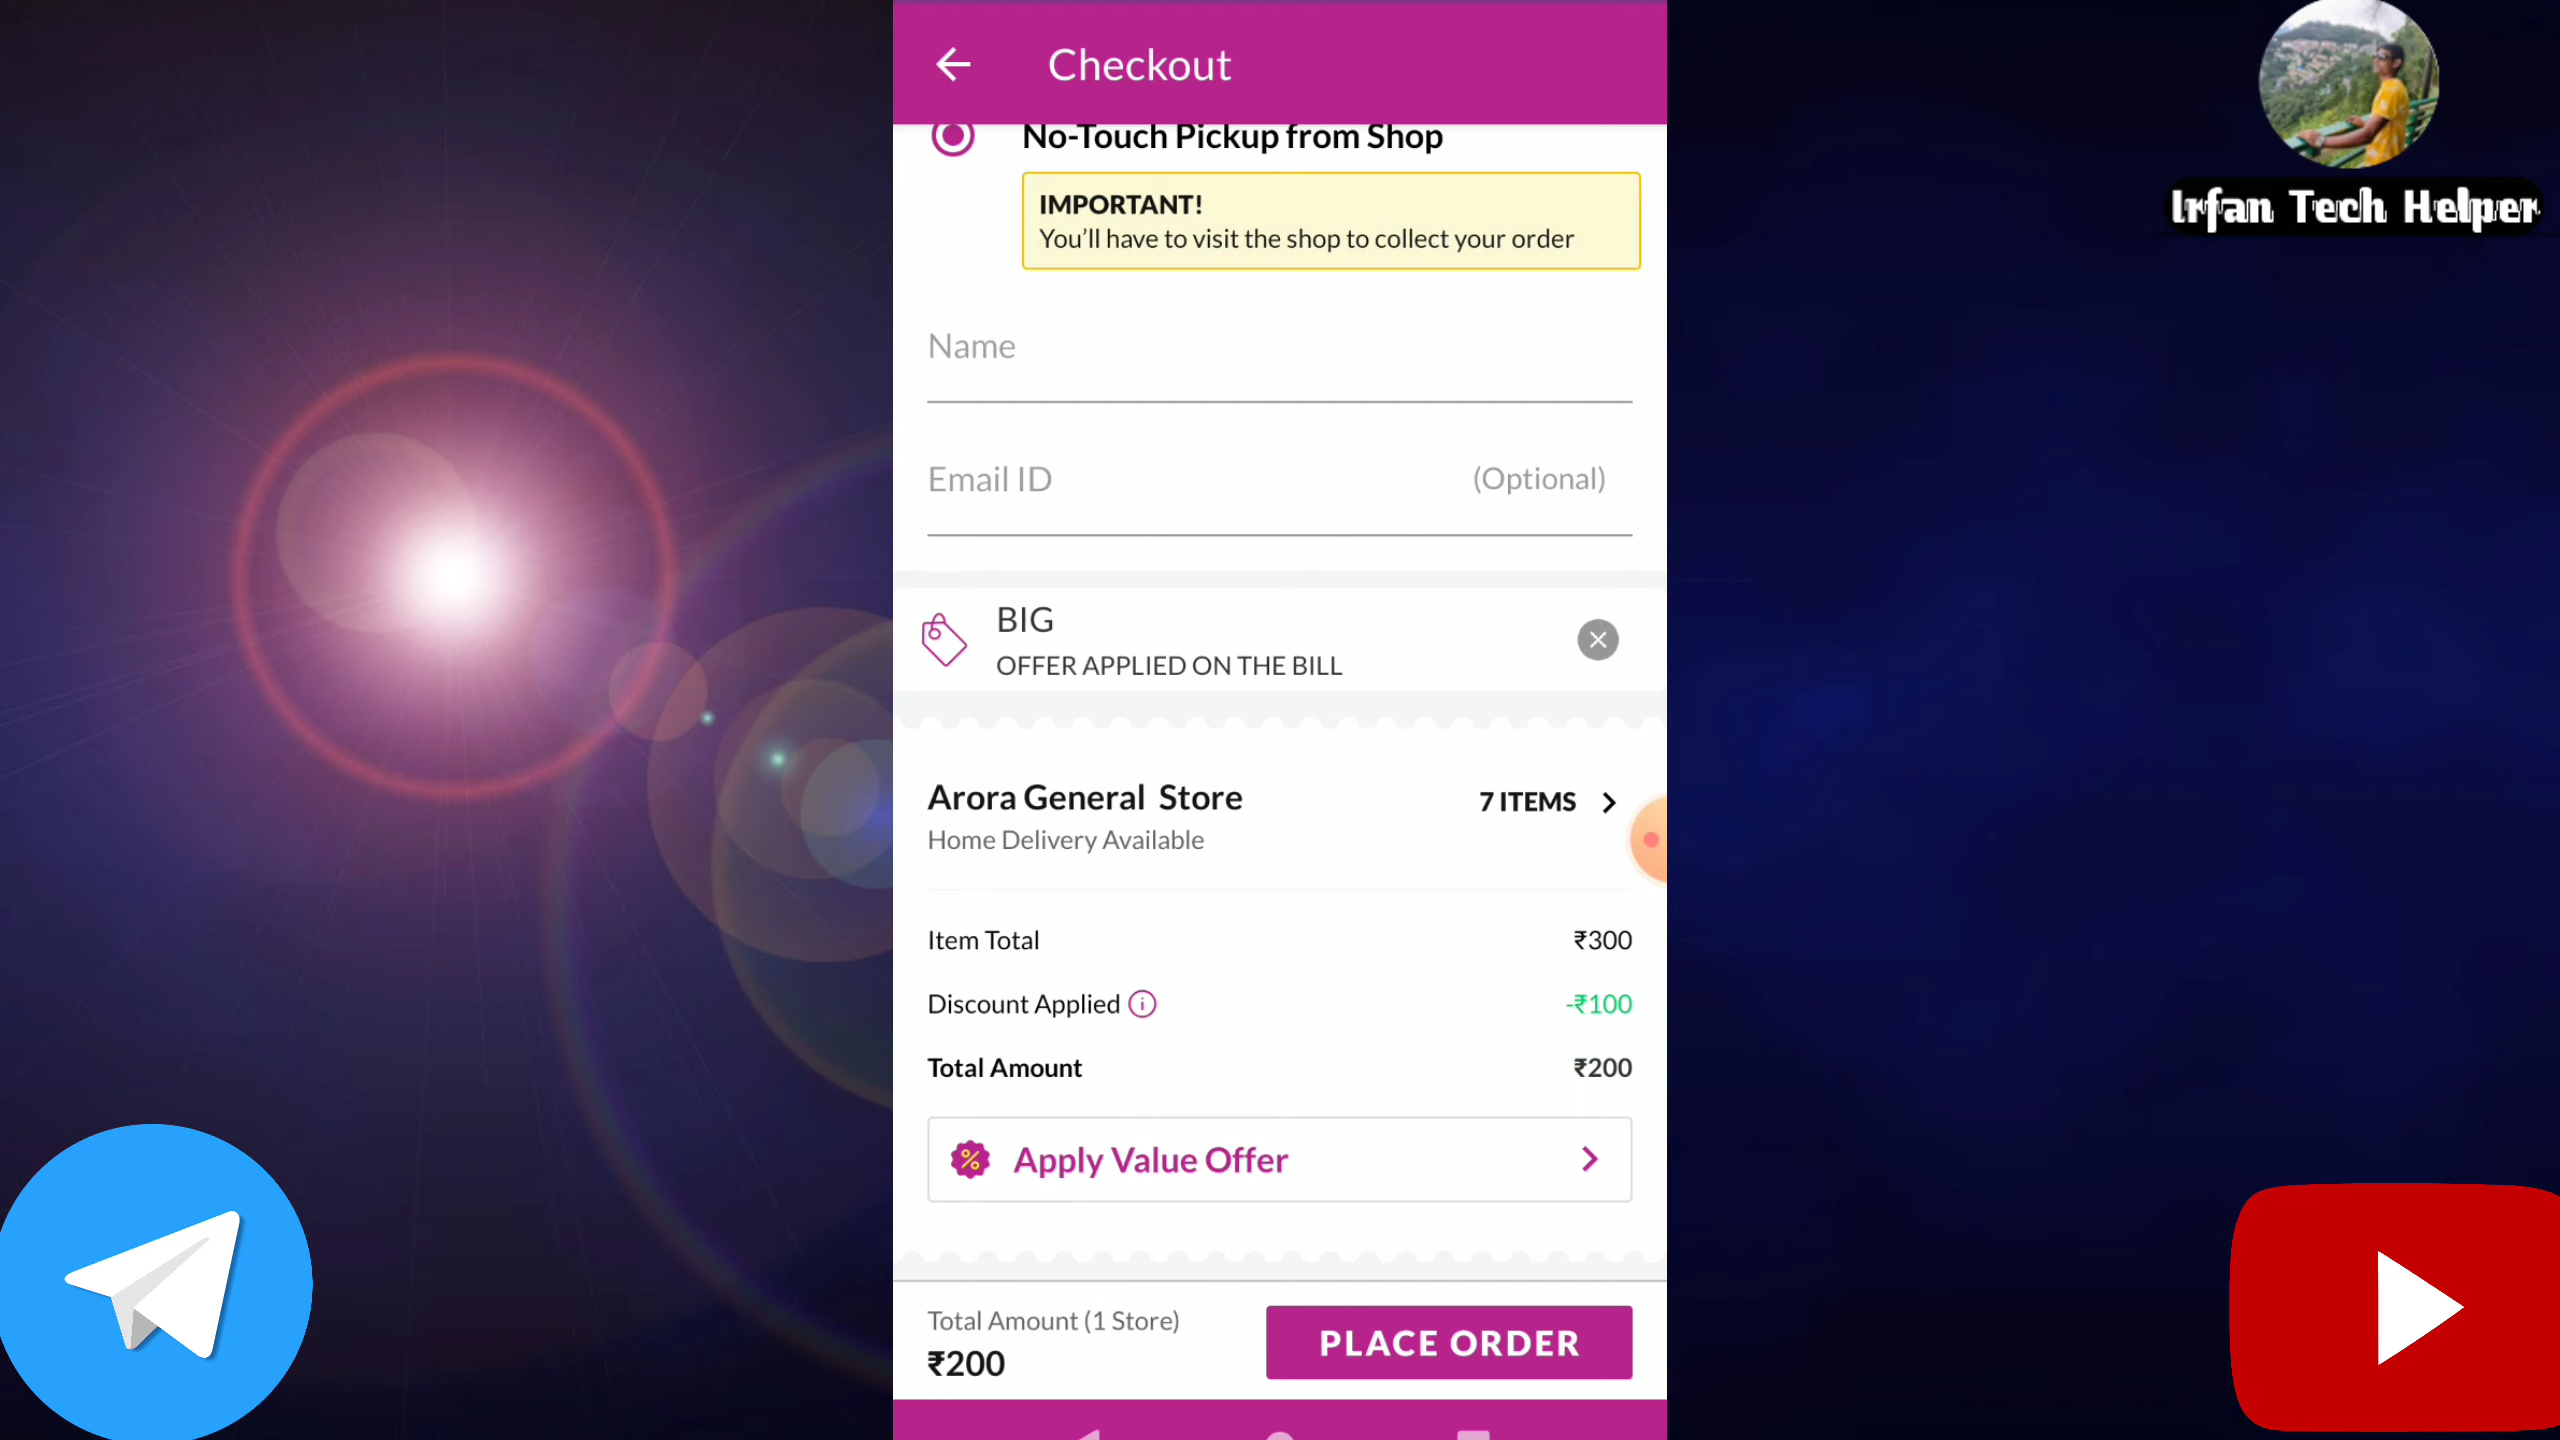 Checkout
No-Touch Pickup from Shop
IMPORTANT!
You'll have to visit the shop to collect your order
Name
Email ID (Optional)
BIG
OFFER APPLIED ON THE BILL
Arora General Store 7 ITEMS
Home Delivery Available
Item Total ₹300
Discount Applied -₹100
Total Amount ₹200
Apply Value Offer
Total Amount (1 Store)
₹200
PLACE ORDER
Irfan Tech Helper